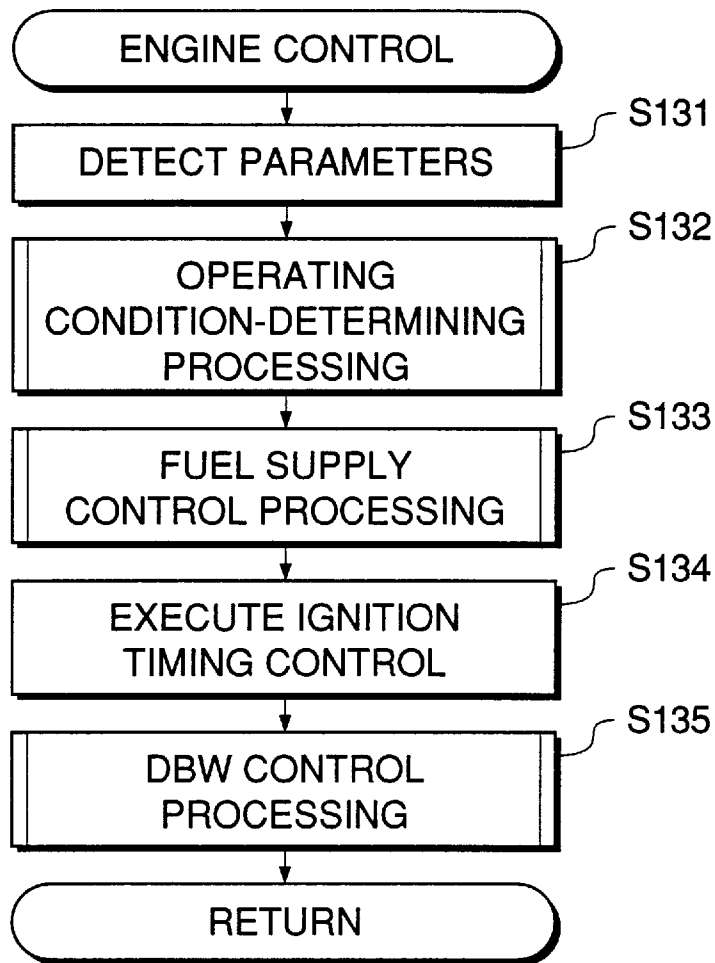 ENGINE CONTROL
S131
DETECT PARAMETERS
S132
OPERATING
CONDITION-DETERMINING
PROCESSING
S133
FUEL SUPPLY
CONTROL PROCESSING
S134
EXECUTE IGNITION
TIMING CONTROL
S135
DBW CONTROL
PROCESSING
RETURN